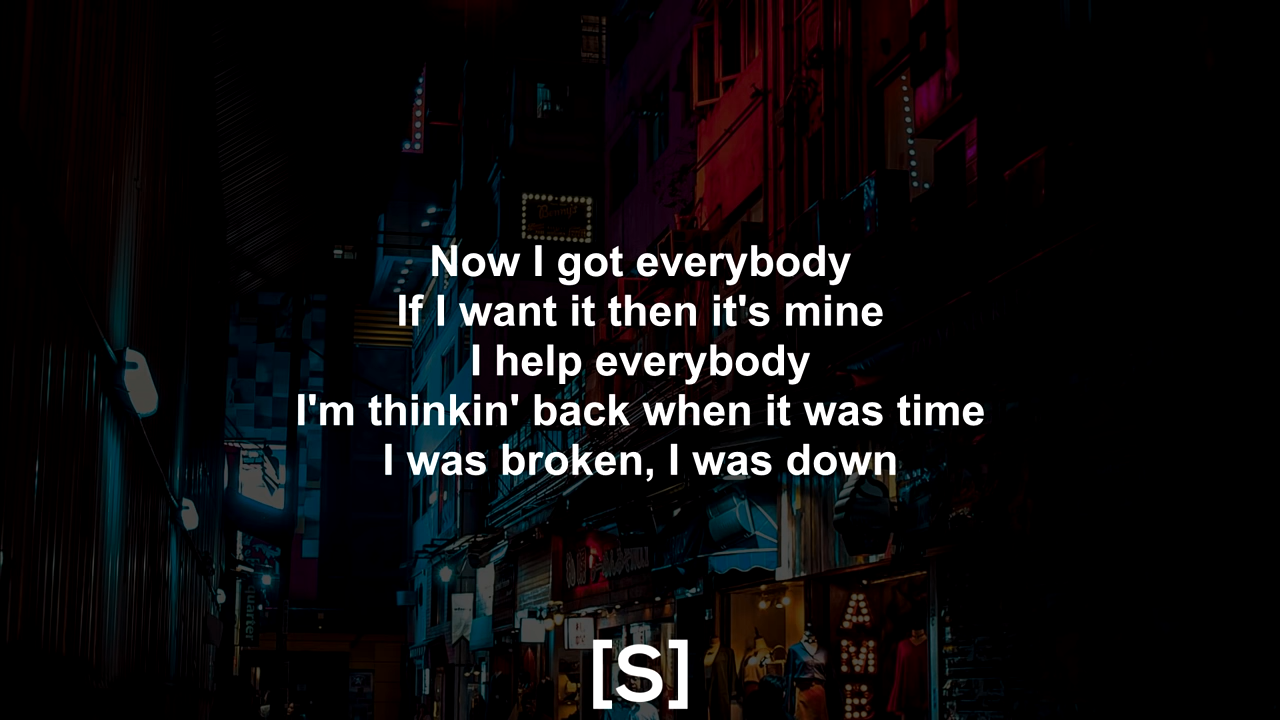 Now I got everybody
If I want it then it's mine
I help everybody
I'm thinkin' back when it was time
I was broken, I was down
quarter
[S]